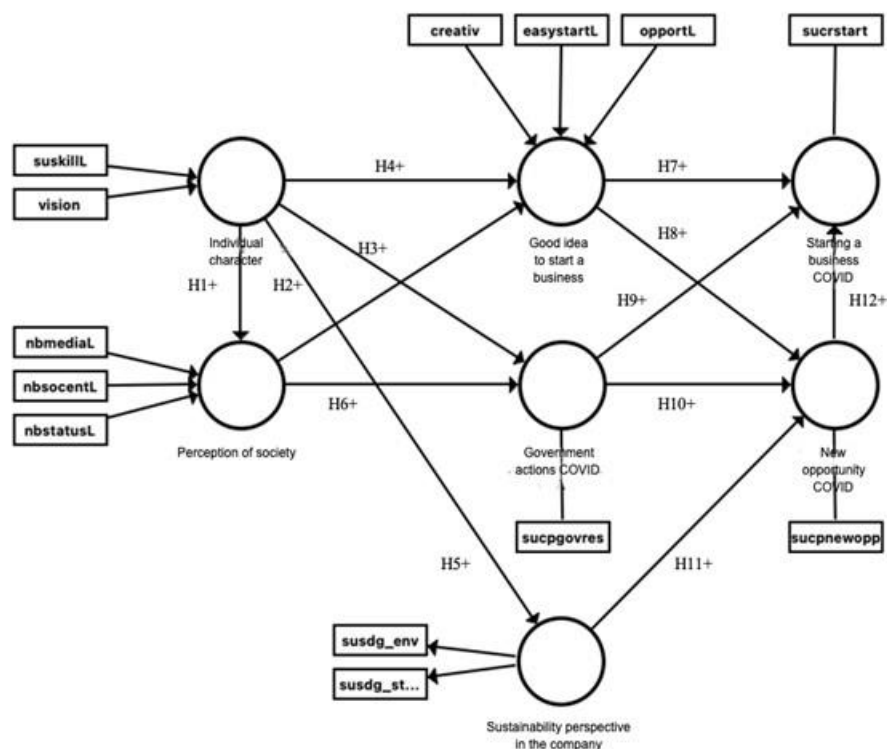 creativ
easystartL
opportL
sucrstart
suskillL
vision
H4+
H7+
Individual
character
Good idea
to start a
business
Starting a
business
COVID
H3+
H8+
H1+
H2+
H9+
H12+
nbmediaL
nbsocentL
nbstatusL
H6+
H10+
Perception of society
Government
actions COVID
New
opportunity
COVID
sucpgovres
sucpnewopp
H5+
H11+
susdg_env
susdg_st...
Sustainability perspective
in the company